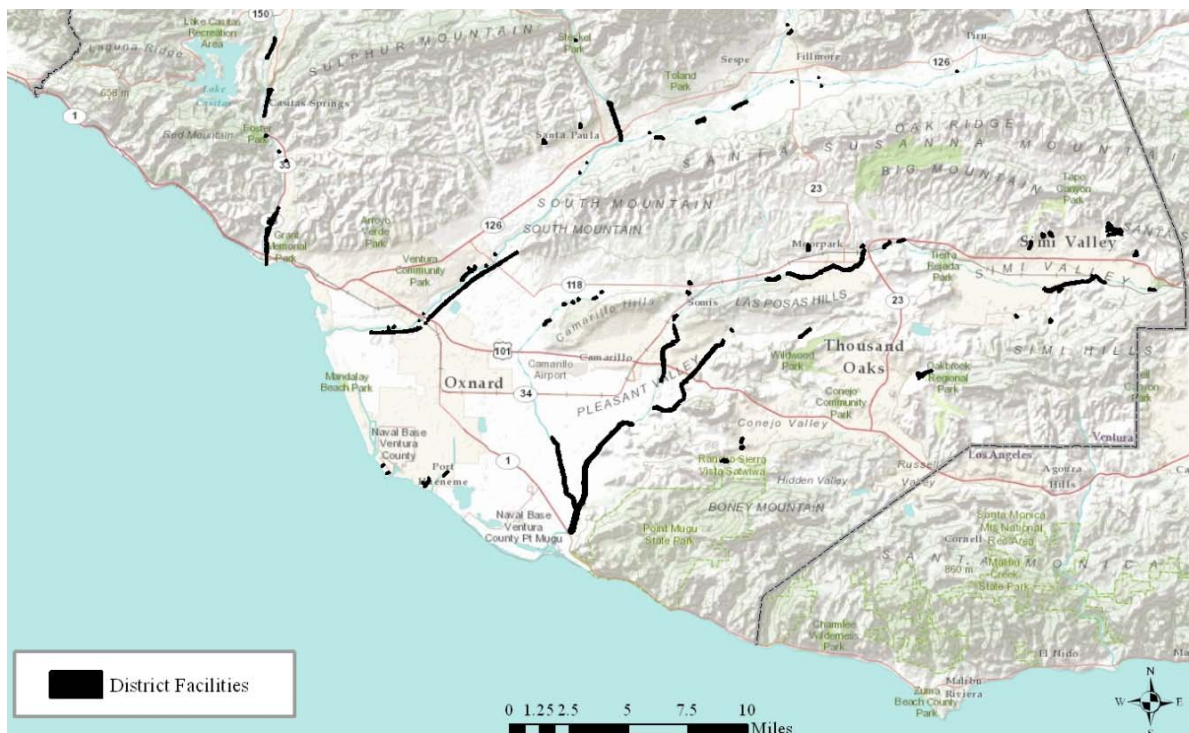 150
Lake Casitas
Recreation
Area
Laguna Ridge
Lake
Casitas
658 m
1
Casitas Springs
Red Mountain
Foster
Park
33
SULPHUR MOUNTAIN
Steckel
Park
Sespe
Fillmore
Piru
126
Toland
Park
Santa Paula
OAK RIDGE
SANTA SUSANNA MOUNTAI
BIG MOUNTAIN
Tapo
Canyon
Park
23
SOUTH MOUNTAIN
SOUTH MOUNTAIN
126
Arroyo
Verde
Park
Grant
Memorial
Park
Ventura
Community
Park
Moorpark
Simi Valley
SANTA S
Tierra
Rejada Park
SIMI VALLEY
118
Camarillo Hills
Somis
LAS POSAS HILLS
23
101
Camarillo
Airport
Camarillo
Wildwood
Park
Thousand
Oaks
SIMI HILLS
Oakbrook
Regional
Park
Canyon
Park
Mandalay
Beach Park
Oxnard
34
PLEASANT VALLEY
Conejo
Community
Park
Conejo Valley
Ventura
Los Angeles
Naval Base
Ventura
County
Port
Hueneme
1
Rancho Sierra
Vista Satwiwa
Hidden Valley
Russell
Valley
Agoura
Hills
Ca
BONEY MOUNTAIN
Naval Base
Ventura
County Pt Mugu
Point Mugu
State Park
Santa Monica
Mts National
Rec Area
Cornell
SANTA MONICA
860 m
Malibu
Creek
State Park
Charmlee
Wilderness
Park
El Nido
Ma
Malibu
Riviera
Zuma
Beach County
Park
District Facilities
0 1.25 2.5 5 7.5 10
Miles
N
W E
S